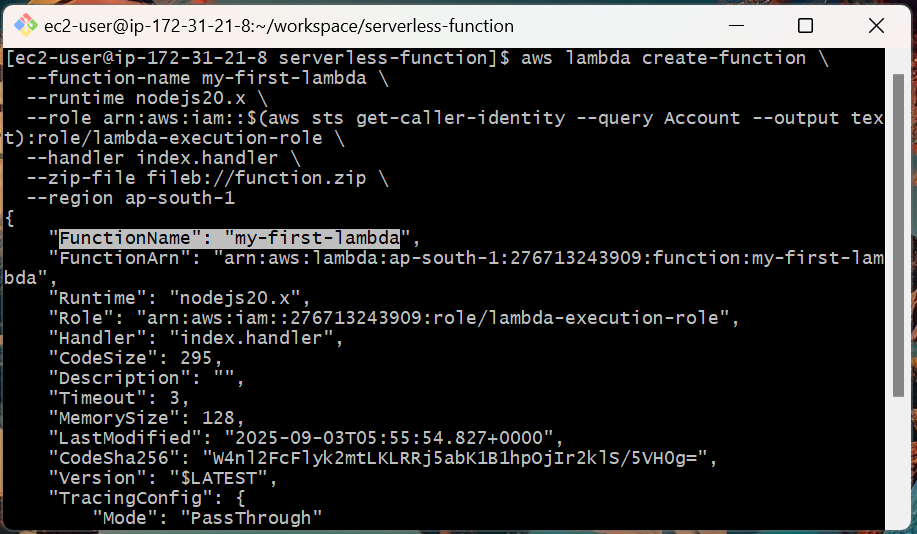 ec2-user@ip-172-31-21-8:~/workspace/serverless-function
[ec2-user@ip-172-31-21-8 serverless-function]$ aws lambda create-function \
  --function-name my-first-lambda \
  --runtime nodejs20.x \
  --role arn:aws:iam::$(aws sts get-caller-identity --query Account --output tex
t):role/lambda-execution-role \
  --handler index.handler \
  --zip-file fileb://function.zip \
  --region ap-south-1
{
    "FunctionName": "my-first-lambda",
    "FunctionArn": "arn:aws:lambda:ap-south-1:276713243909:function:my-first-lam
bda",
    "Runtime": "nodejs20.x",
    "Role": "arn:aws:iam::276713243909:role/lambda-execution-role",
    "Handler": "index.handler",
    "CodeSize": 295,
    "Description": "",
    "Timeout": 3,
    "MemorySize": 128,
    "LastModified": "2025-09-03T05:55:54.827+0000",
    "CodeSha256": "W4nl2FcFlyk2mtLKLRRj5abK1B1hpOjIr2klS/5VH0g=",
    "Version": "$LATEST",
    "TracingConfig": {
        "Mode": "PassThrough"